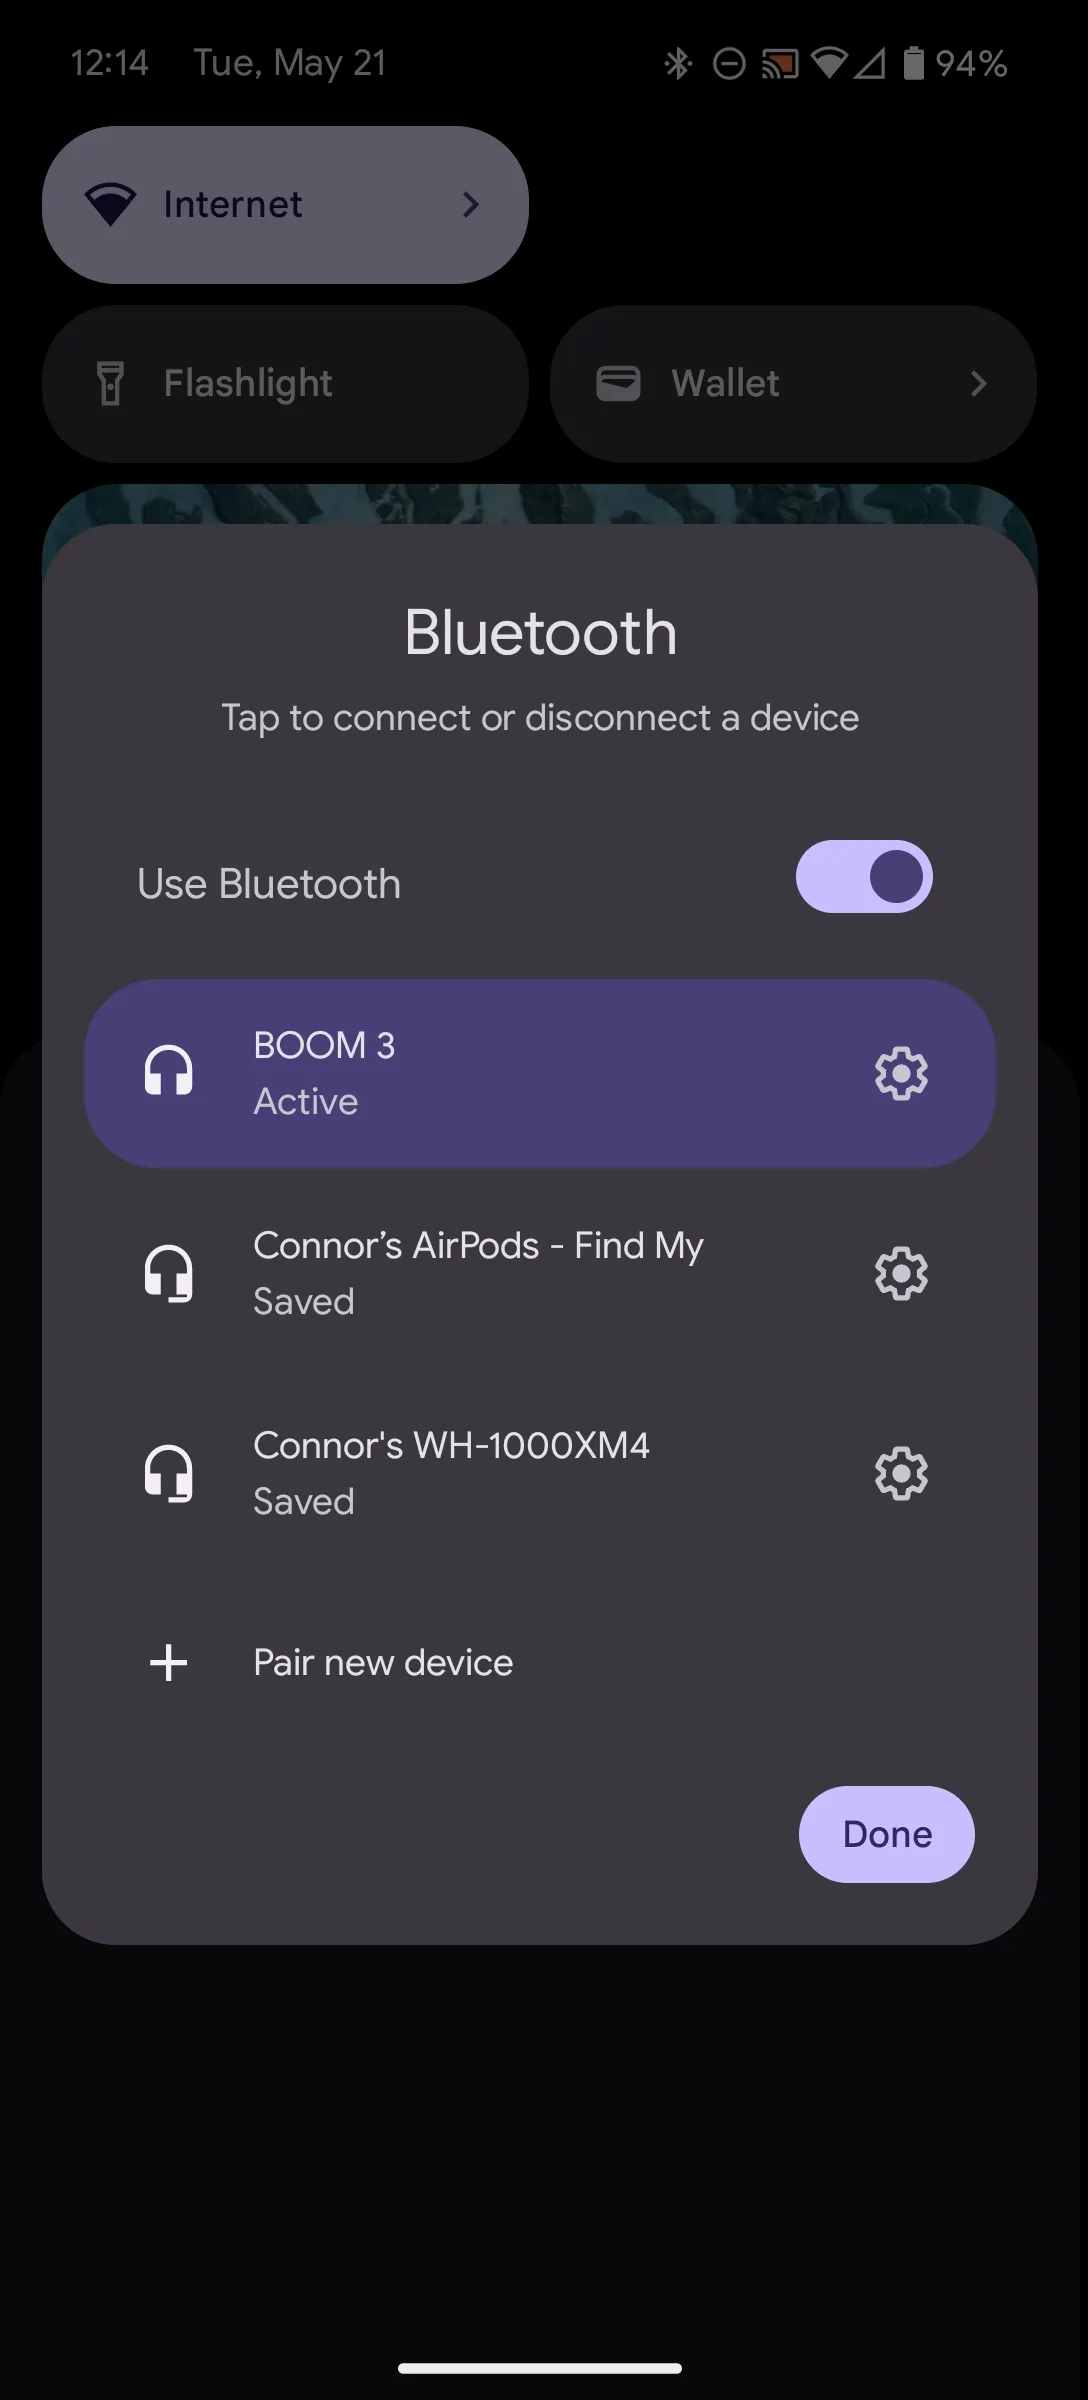 12:14 Tue, May 21 94%
Internet
Flashlight Wallet
Bluetooth
Tap to connect or disconnect a device
Use Bluetooth
BOOM 3
Active
Connor’s AirPods - Find My
Saved
Connor's WH-1000XM4
Saved
Pair new device
Done